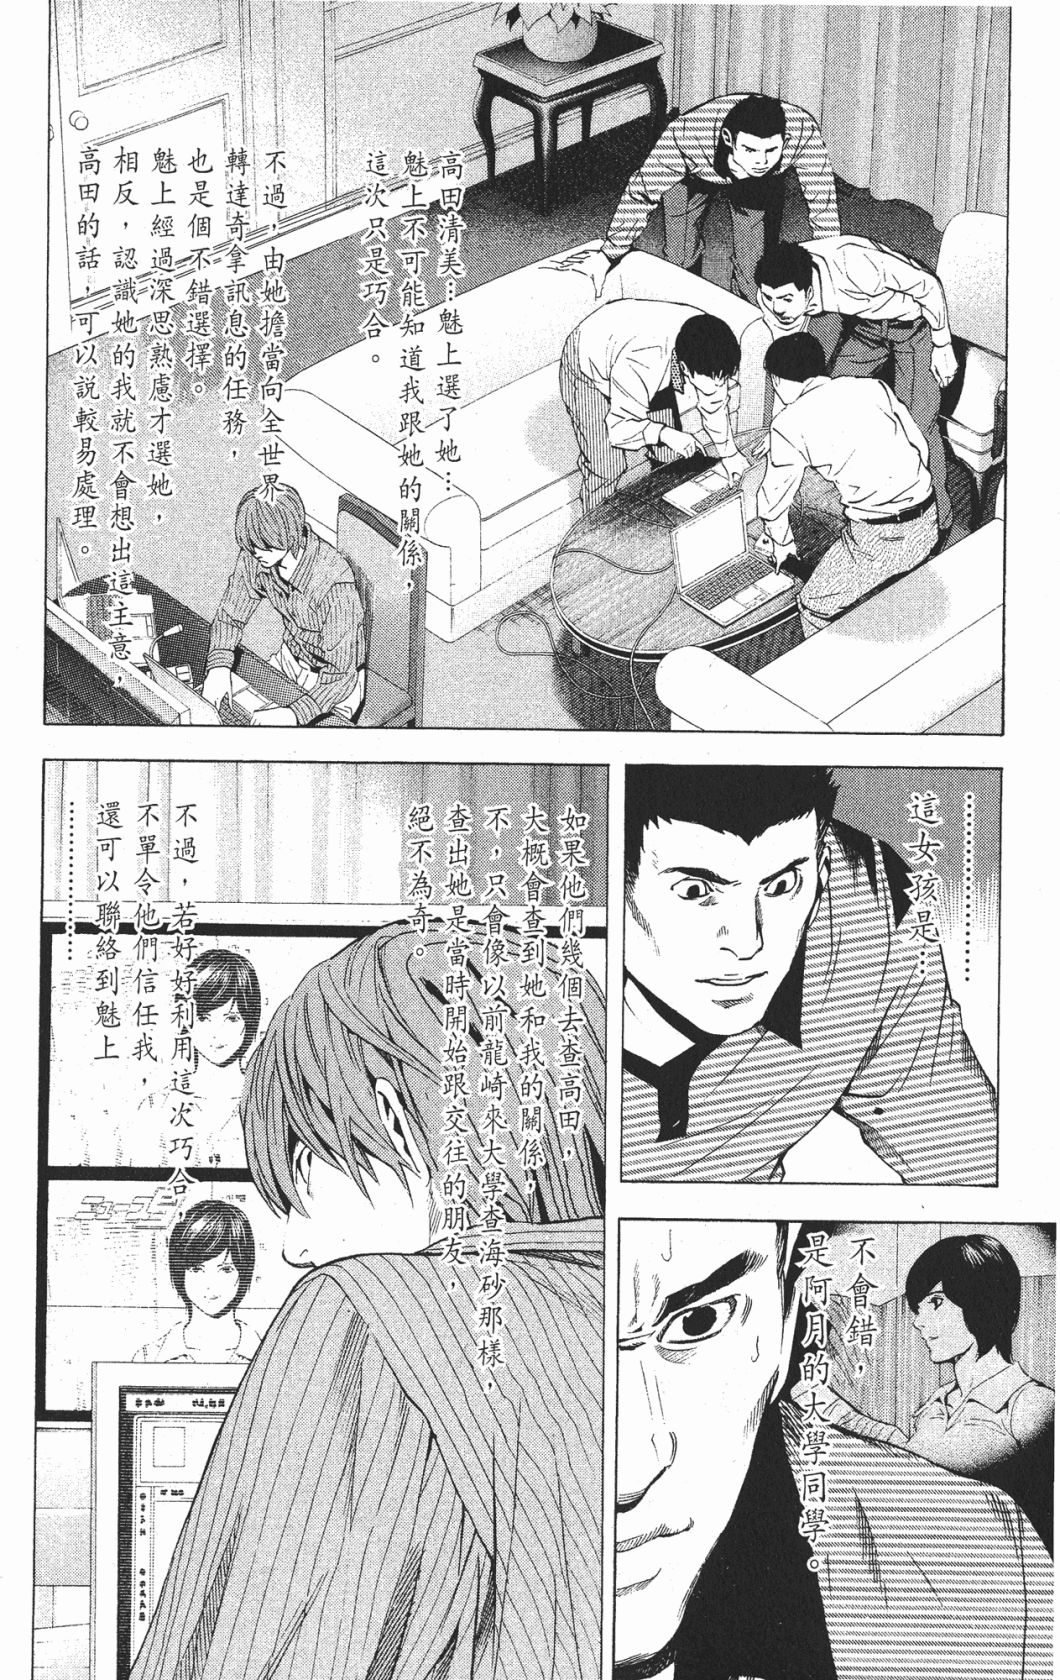 高田清美…魅上選了她…
魅上不可能知道我跟她的關係，
這次只是巧合。
不過，由她擔當向全世界
轉達奇拿訊息的任務，
也是個不錯選擇。
魅上經過深思熟慮才選她，
相反，認識她的我就不會想出這主意，
高田的話，可以說較易處理。
………………
這女孩是……
不會錯，
是阿月的大學同學。
如果他們幾個去查高田，
大概會查到她和我的關係，
不，只會像以前龍崎來大學查海砂那樣，
查出她是當時開始跟交往的朋友，
絕不為奇。
不過，若好好利用這次巧合，
不單令他們信任我，
還可以聯絡到魅上
………………